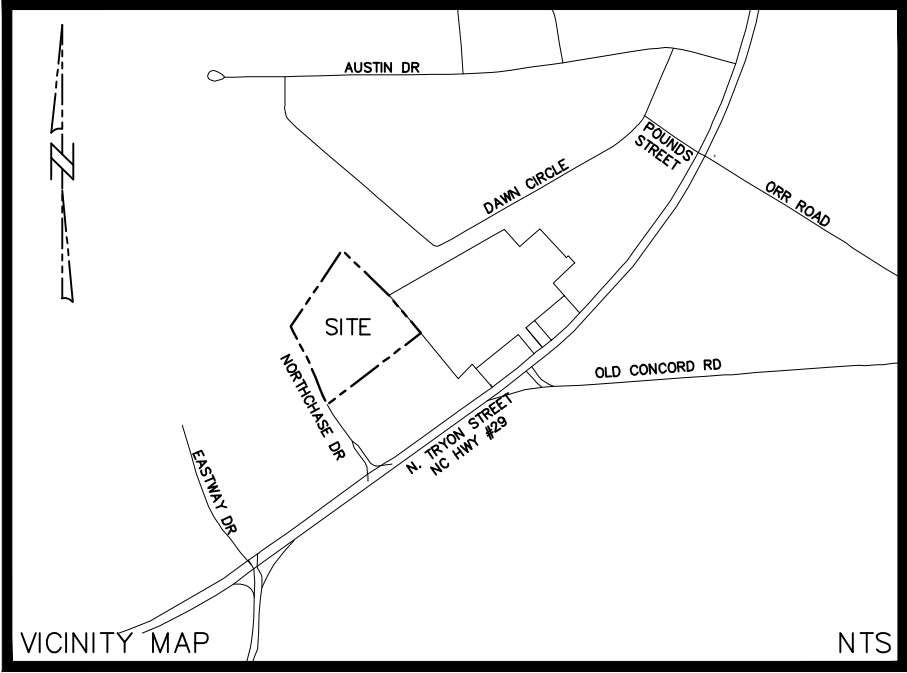 AUSTIN DR
N
POUNDS
STREET
DAWN CIRCLE
ORR ROAD
SITE
NORTHCHASE DR
OLD CONCORD RD
N. TRYON STREET
NC HWY #29
EASTWAY DR
VICINITY MAP
NTS